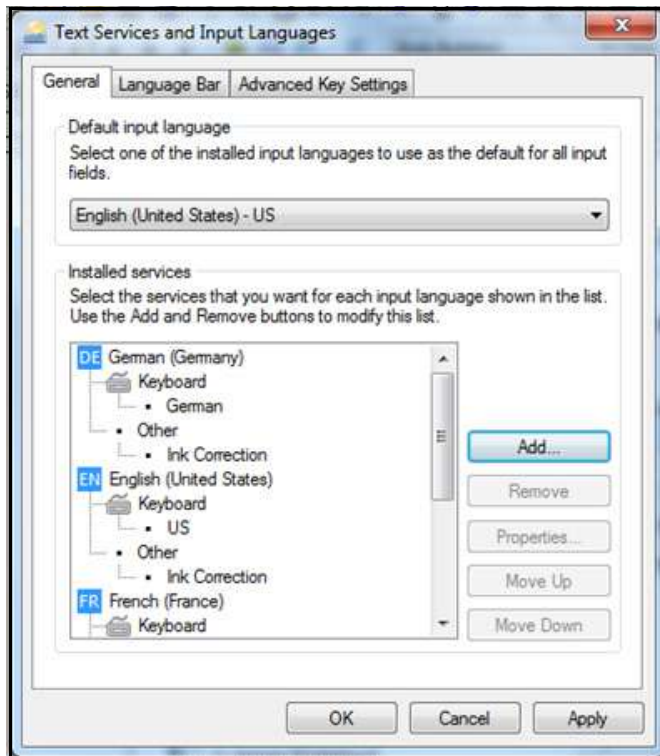 Text Services and Input Languages
General
Language Bar
Advanced Key Settings
Default input language
Select one of the installed input languages to use as the default for all input
fields.
English (United States) - US
Installed services
Select the services that you want for each input language shown in the list.
Use the Add and Remove buttons to modify this list.
DE German (Germany)
Keyboard
German
Other
Ink Correction
EN English (United States)
Keyboard
US
Other
Ink Correction
FR French (France)
Keyboard
Add...
Remove
Properties...
Move Up
Move Down
OK
Cancel
Apply